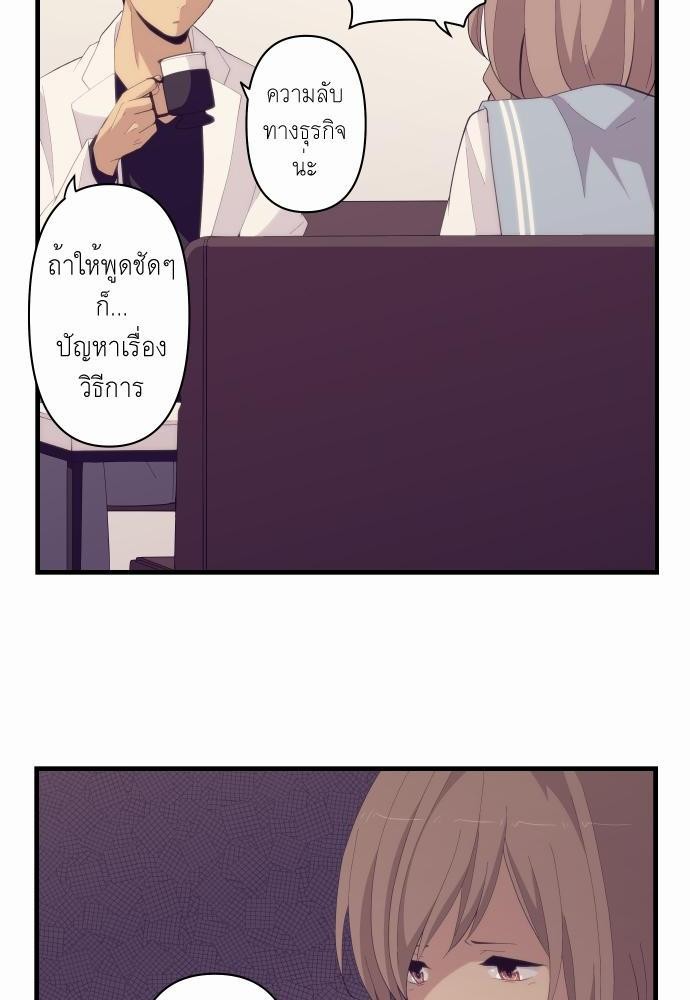 ความลับ
ทางธุรกิจ
น่ะ
ถ้าให้พูดชัดๆ
ก็...
ปัญหาเรื่อง
วิธีการ